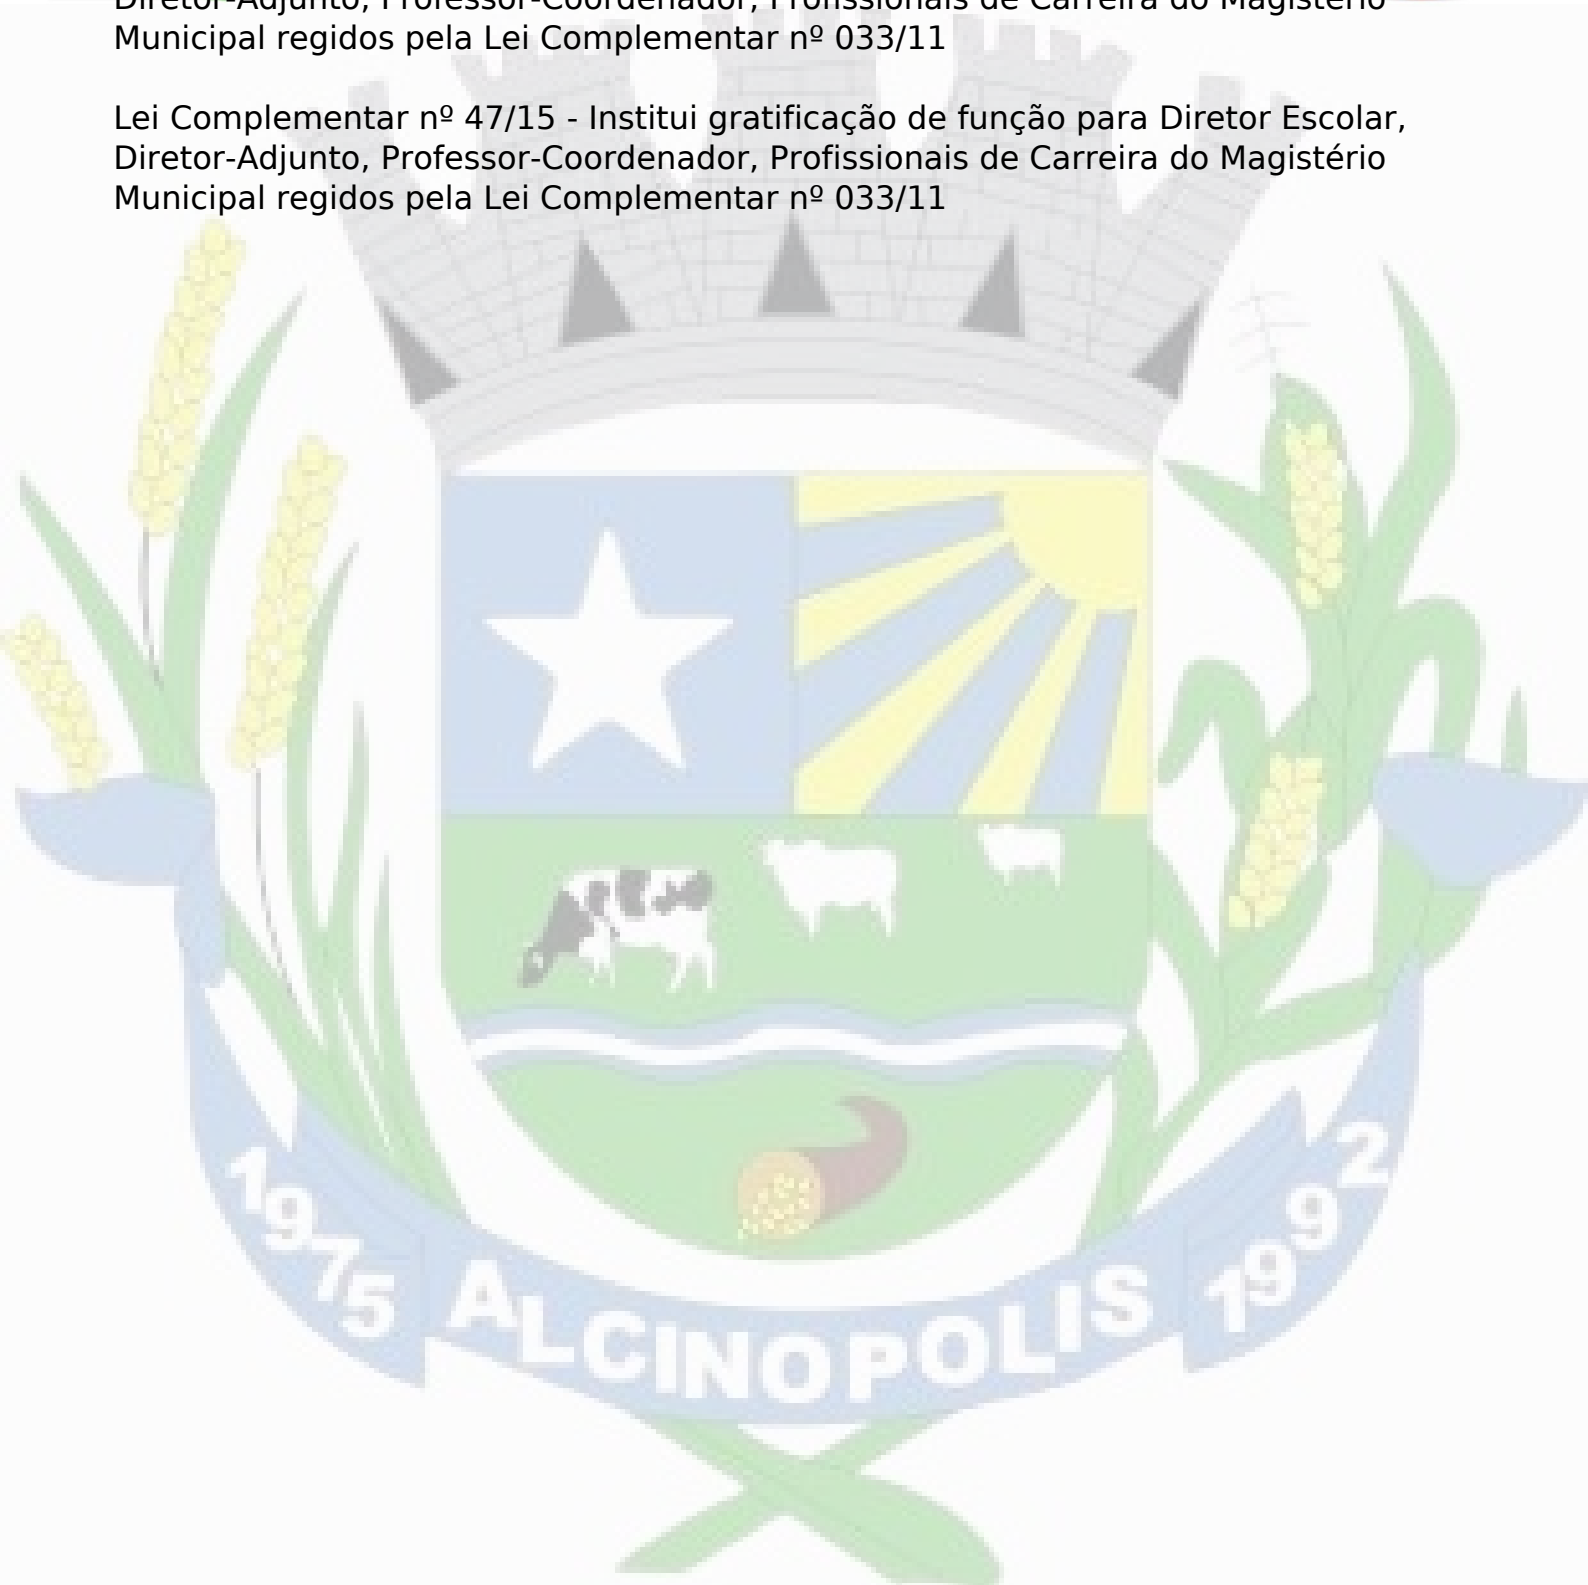 Diretor-Adjunto, Professor-Coordenador, Profissionais de Carreira do Magistério
Municipal regidos pela Lei Complementar nº 033/11
Lei Complementar nº 47/15 - Institui gratificação de função para Diretor Escolar,
Diretor-Adjunto, Professor-Coordenador, Profissionais de Carreira do Magistério
Municipal regidos pela Lei Complementar nº 033/11
1975 ALCINOPOLIS 1992